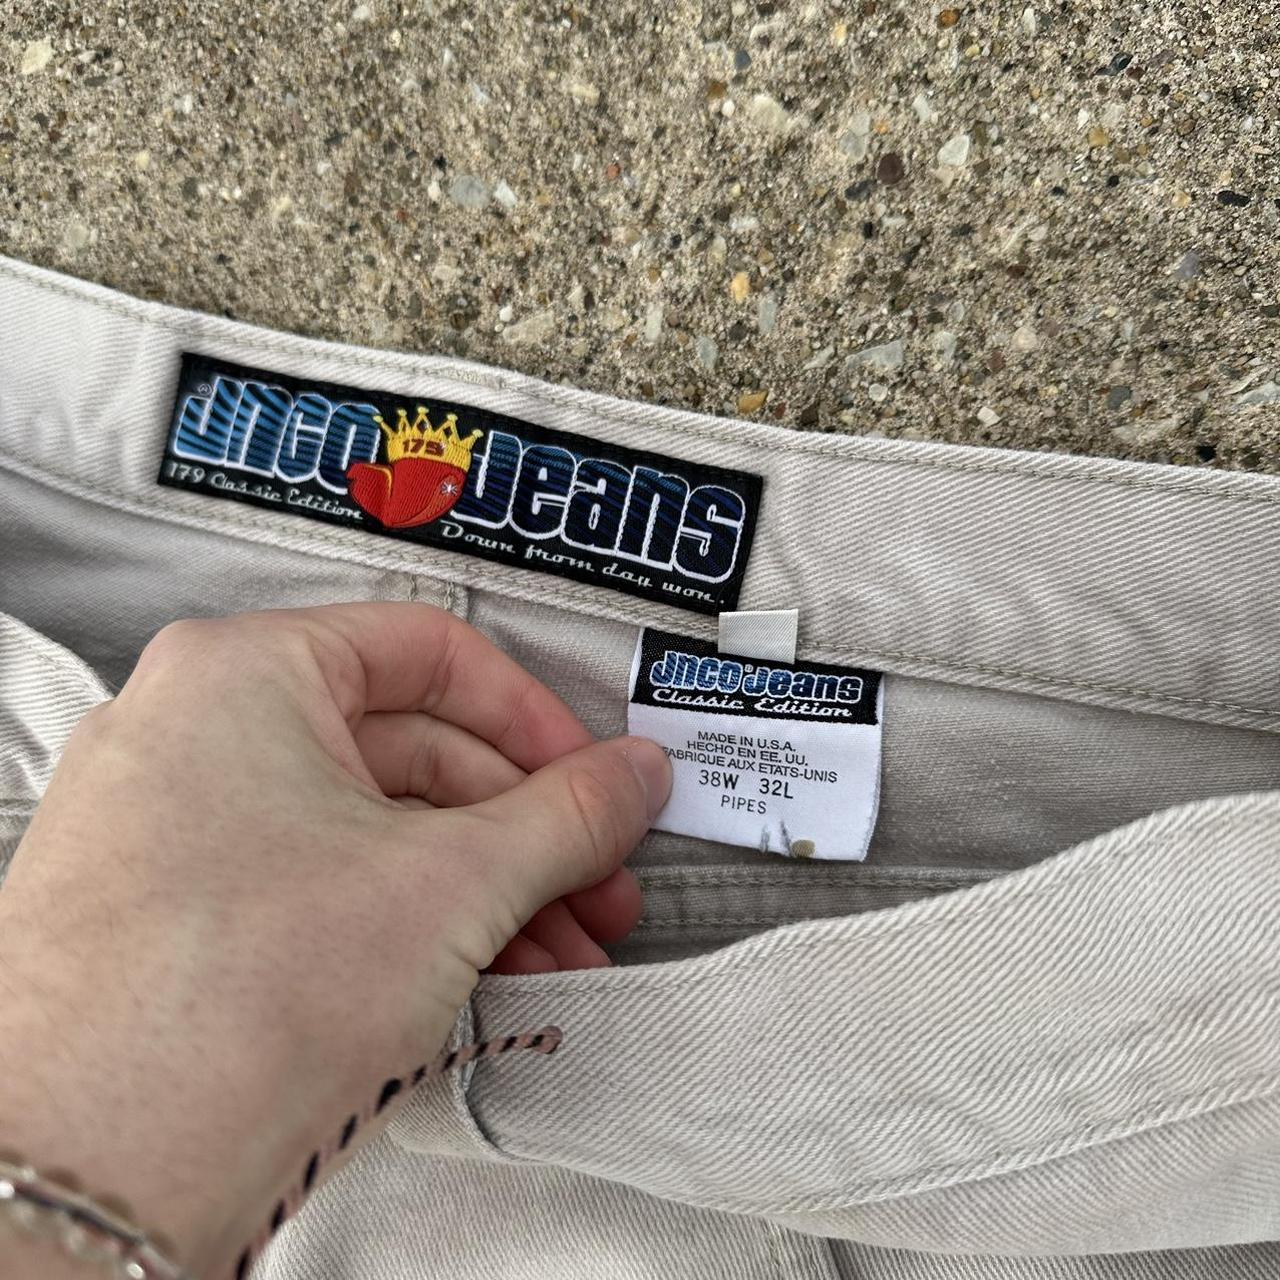 JNCO® Jeans
175
179 Classic Edition
Down from day won.
JNCO® Jeans
Classic Edition
MADE IN U.S.A.
HECHO EN EE. UU.
FABRIQUE AUX ETATS-UNIS
38W 32L
PIPES